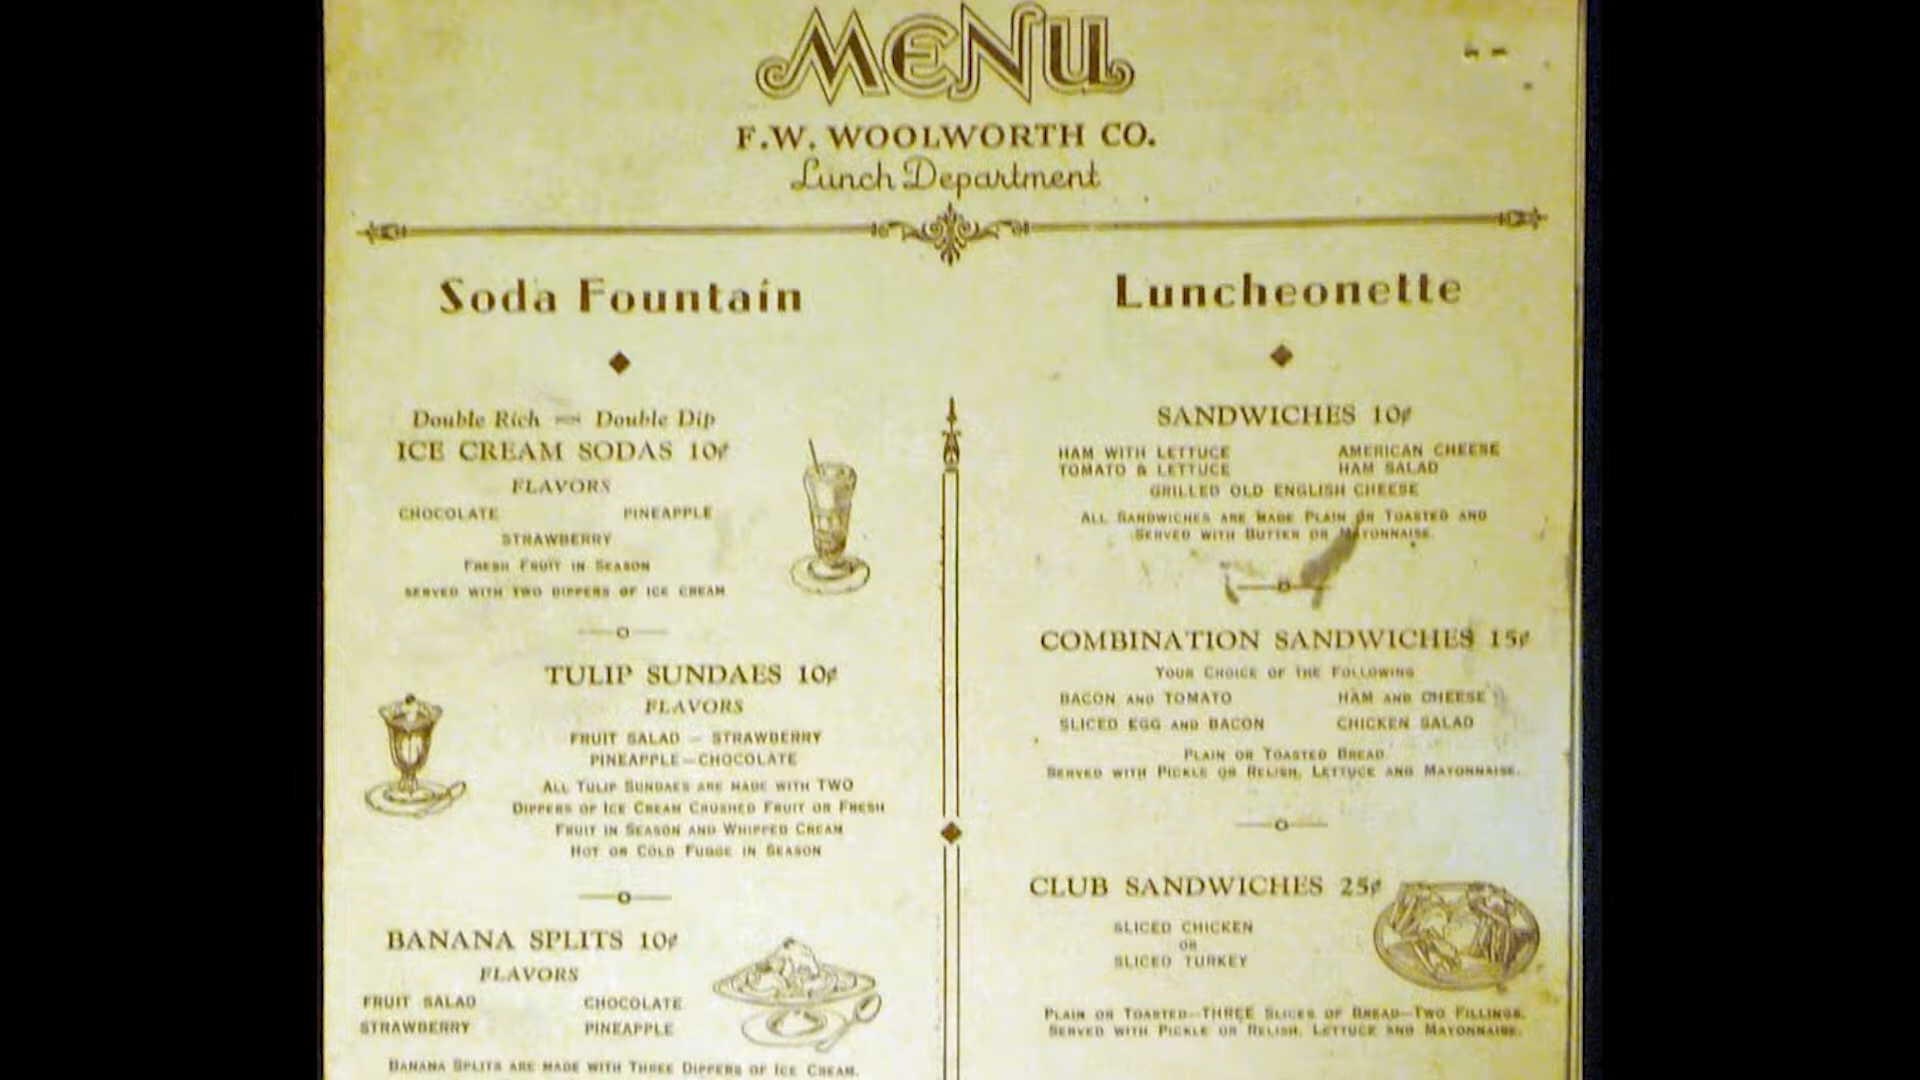 MENU
F.W. WOOLWORTH CO.
Lunch Department
Soda Fountain
Double Rich — Double Dip
ICE CREAM SODAS 10¢
FLAVORS
CHOCOLATE PINEAPPLE
STRAWBERRY
FRESH FRUIT IN SEASON
SERVED WITH TWO DIPPERS OF ICE CREAM
TULIP SUNDAES 10¢
FLAVORS
FRUIT SALAD – STRAWBERRY
PINEAPPLE – CHOCOLATE
ALL TULIP SUNDAES ARE MADE WITH TWO
DIPPERS OF ICE CREAM CRUSHED FRUIT OR FRESH
FRUIT IN SEASON AND WHIPPED CREAM
HOT OR COLD FUDGE IN SEASON
BANANA SPLITS 10¢
FLAVORS
FRUIT SALAD CHOCOLATE
STRAWBERRY PINEAPPLE
BANANA SPLITS ARE MADE WITH THREE DIPPERS OF ICE CREAM,
Luncheonette
SANDWICHES 10¢
HAM WITH LETTUCE AMERICAN CHEESE
TOMATO & LETTUCE HAM SALAD
GRILLED OLD ENGLISH CHEESE
ALL SANDWICHES ARE MADE PLAIN OR TOASTED AND
SERVED WITH BUTTER OR MAYONNAISE.
COMBINATION SANDWICHES 15¢
YOUR CHOICE OF THE FOLLOWING
BACON AND TOMATO HAM AND CHEESE
SLICED EGG AND BACON CHICKEN SALAD
PLAIN OR TOASTED BREAD
SERVED WITH PICKLE OR RELISH, LETTUCE AND MAYONNAISE.
CLUB SANDWICHES 25¢
SLICED CHICKEN
OR
SLICED TURKEY
PLAIN OR TOASTED—THREE SLICES OF BREAD—TWO FILLINGS.
SERVED WITH PICKLE OR RELISH, LETTUCE AND MAYONNAISE.